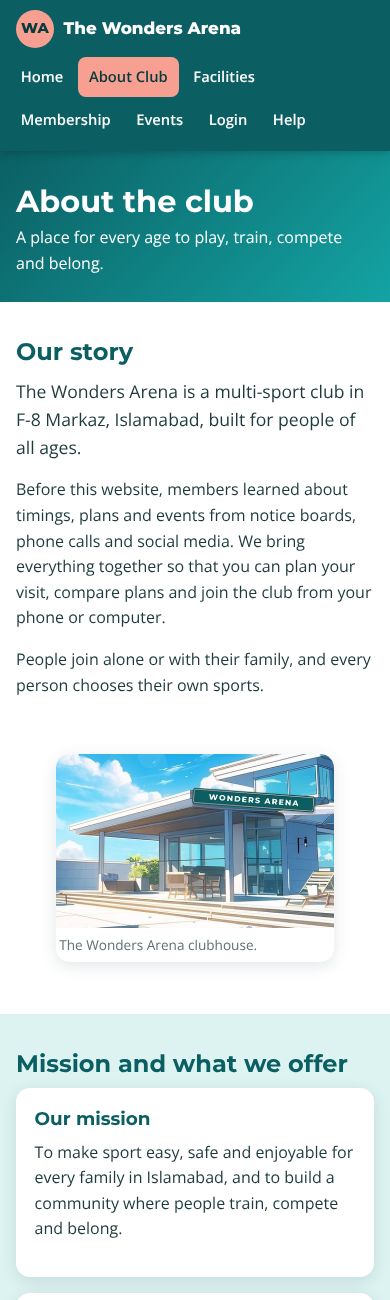 WA The Wonders Arena
Home About Club Facilities
Membership Events Login Help
About the club
A place for every age to play, train, compete
and belong.
Our story
The Wonders Arena is a multi-sport club in
F-8 Markaz, Islamabad, built for people of
all ages.
Before this website, members learned about
timings, plans and events from notice boards,
phone calls and social media. We bring
everything together so that you can plan your
visit, compare plans and join the club from your
phone or computer.
People join alone or with their family, and every
person chooses their own sports.
WONDERS ARENA
The Wonders Arena clubhouse.
Mission and what we offer
Our mission
To make sport easy, safe and enjoyable for
every family in Islamabad, and to build a
community where people train, compete
and belong.